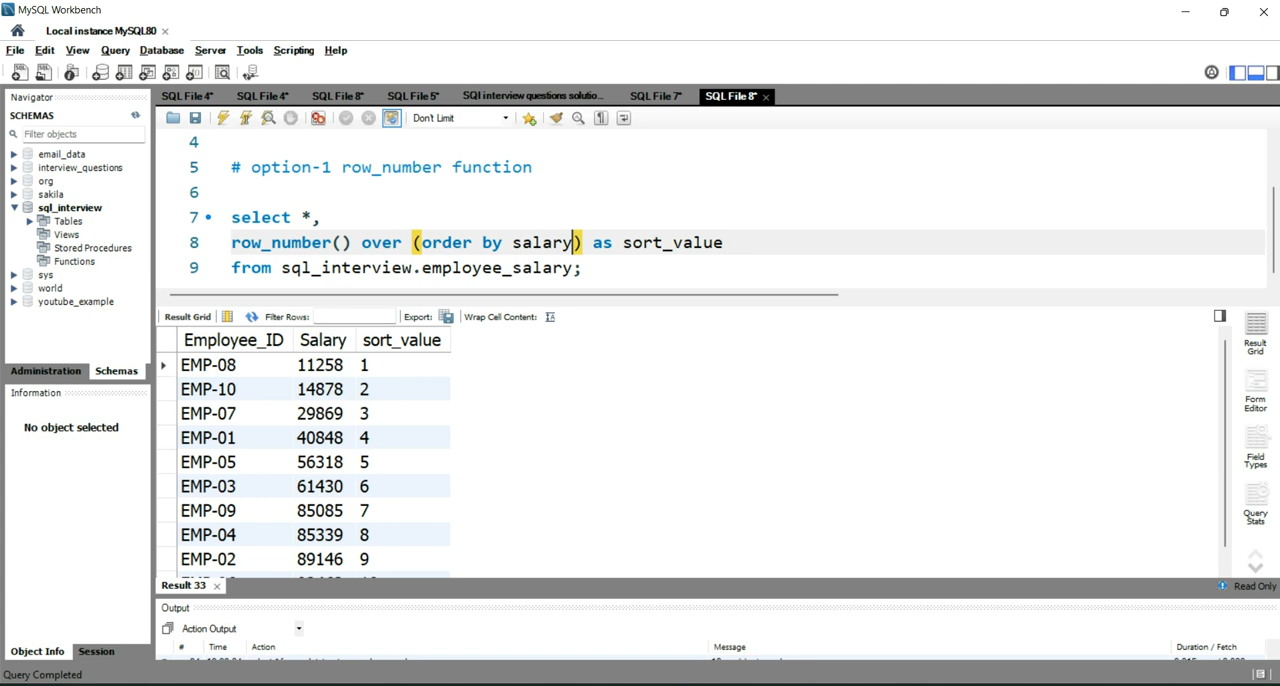 MySQL Workbench
Local instance MySQL80 ×
File Edit View Query Database Server Tools Scripting Help
Navigator
SCHEMAS
Filter objects
email_data
interview_questions
org
sakila
sql_interview
Tables
Views
Stored Procedures
Functions
sys
world
youtube_example
Administration Schemas
Information
No object selected
Object Info Session
SQL File 4* SQL File 4* SQL File 8* SQL File 5* SQl interview questions solutio... SQL File 7* SQL File 8* ×
Don't Limit
4
5 # option-1 row_number function
6
7 select *,
8 row_number() over (order by salary) as sort_value
9 from sql_interview.employee_salary;
Result Grid Filter Rows: Export: Wrap Cell Content:
Employee_ID Salary sort_value
EMP-08 11258 1
EMP-10 14878 2
EMP-07 29869 3
EMP-01 40848 4
EMP-05 56318 5
EMP-03 61430 6
EMP-09 85085 7
EMP-04 85339 8
EMP-02 89146 9
Result Grid
Form Editor
Field Types
Query Stats
Result 33 ×
Read Only
Output
Action Output
# Time Action Message Duration / Fetch
Query Completed